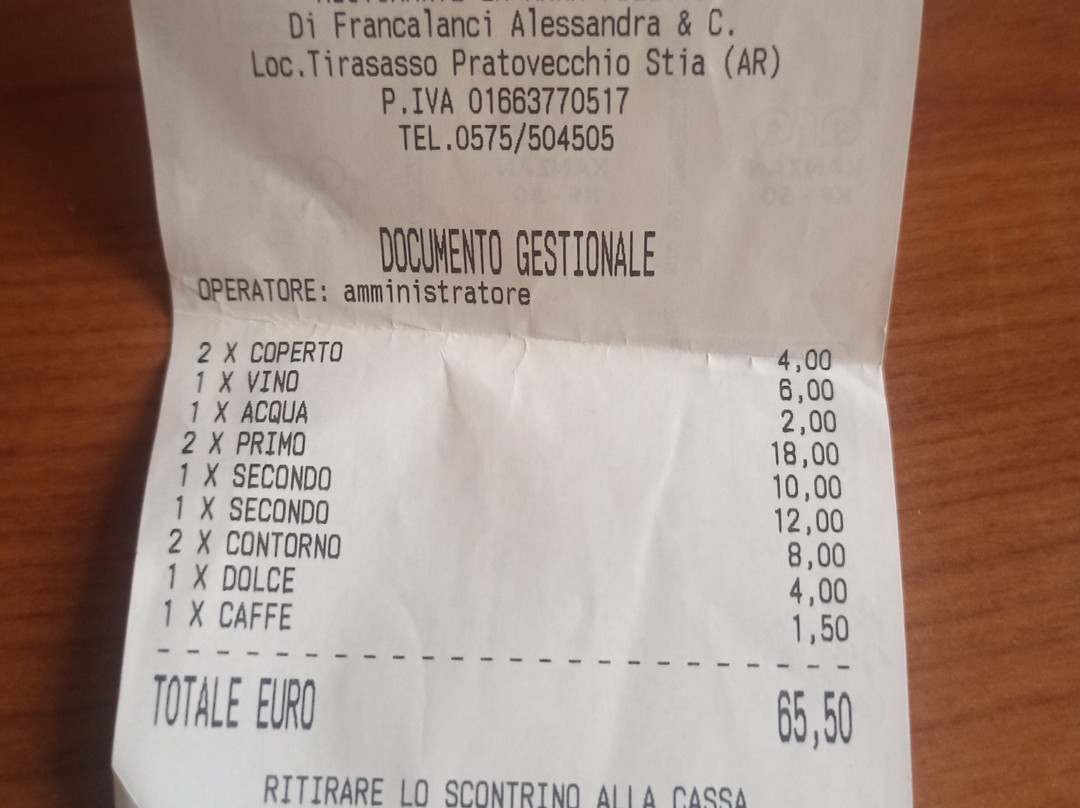 Di Francalanci Alessandra & C.
Loc.Tirasasso Pratovecchio Stia (AR)
P.IVA 01663770517
TEL.0575/504505
DOCUMENTO GESTIONALE
OPERATORE: amministratore
2 X COPERTO 4,00
1 X VINO 6,00
1 X ACQUA 2,00
2 X PRIMO 18,00
1 X SECONDO 10,00
1 X SECONDO 12,00
2 X CONTORNO 8,00
1 X DOLCE 4,00
1 X CAFFE 1,50
TOTALE EURO 65,50
RITIRARE LO SCONTRINO ALLA CASSA